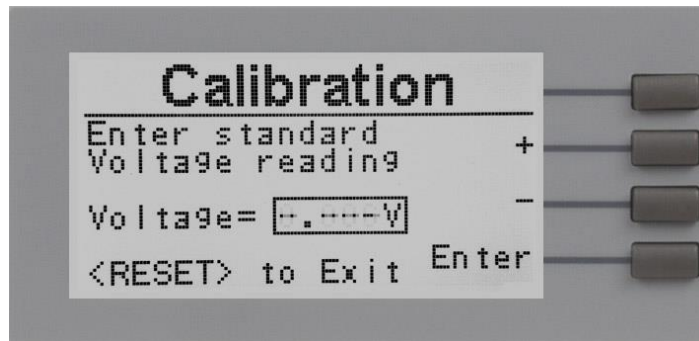 Calibration
Enter standard
Voltage reading
+
Voltage= -.---V
-
<RESET> to Exit
Enter